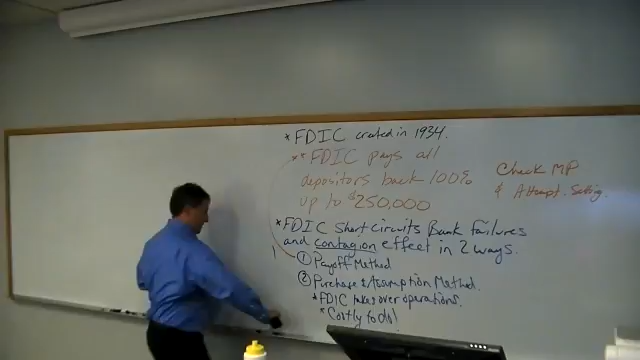 * FDIC created in 1934.
** FDIC pays all
depositors back 100%
up to $250,000
Check MP
& Attempt.
* FDIC short circuits Bank failures
and contagion effect in 2 ways.
① Payoff Method
② Purchase & Assumption Method.
* FDIC takes over operations.
* Costly to do!